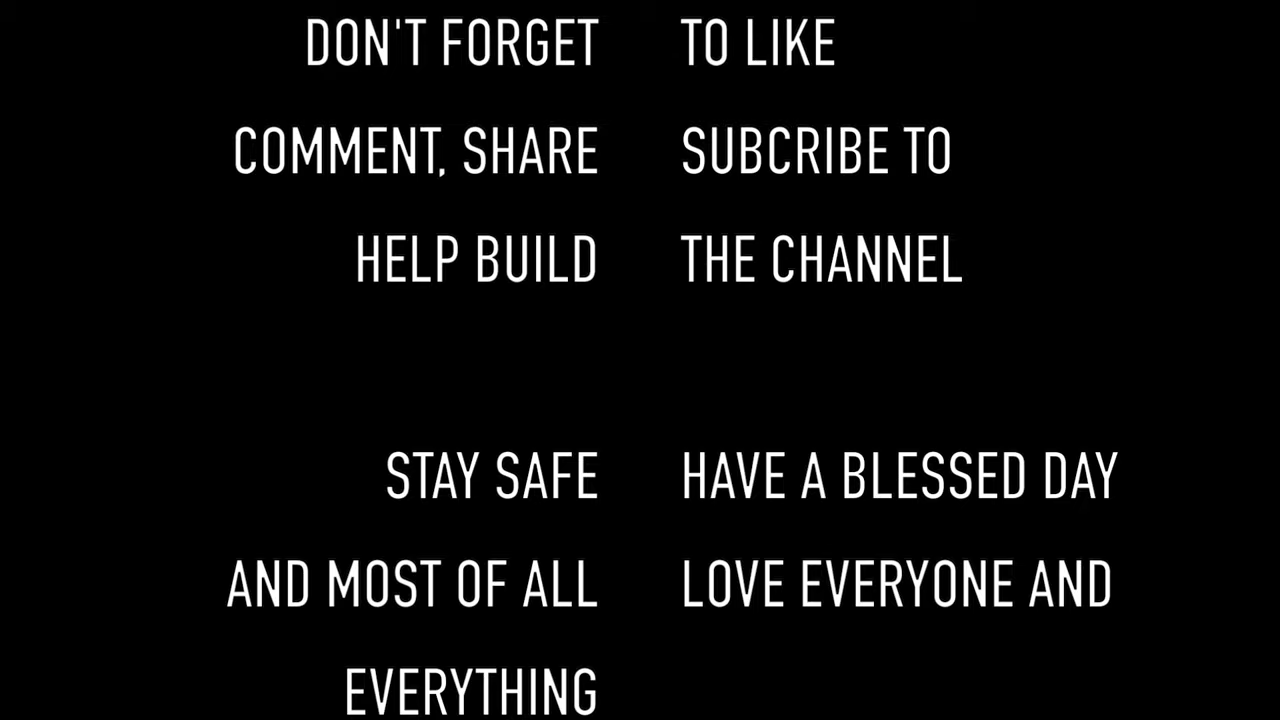 DON'T FORGET TO LIKE
COMMENT, SHARE SUBCRIBE TO
HELP BUILD THE CHANNEL
STAY SAFE HAVE A BLESSED DAY
AND MOST OF ALL LOVE EVERYONE AND
EVERYTHING